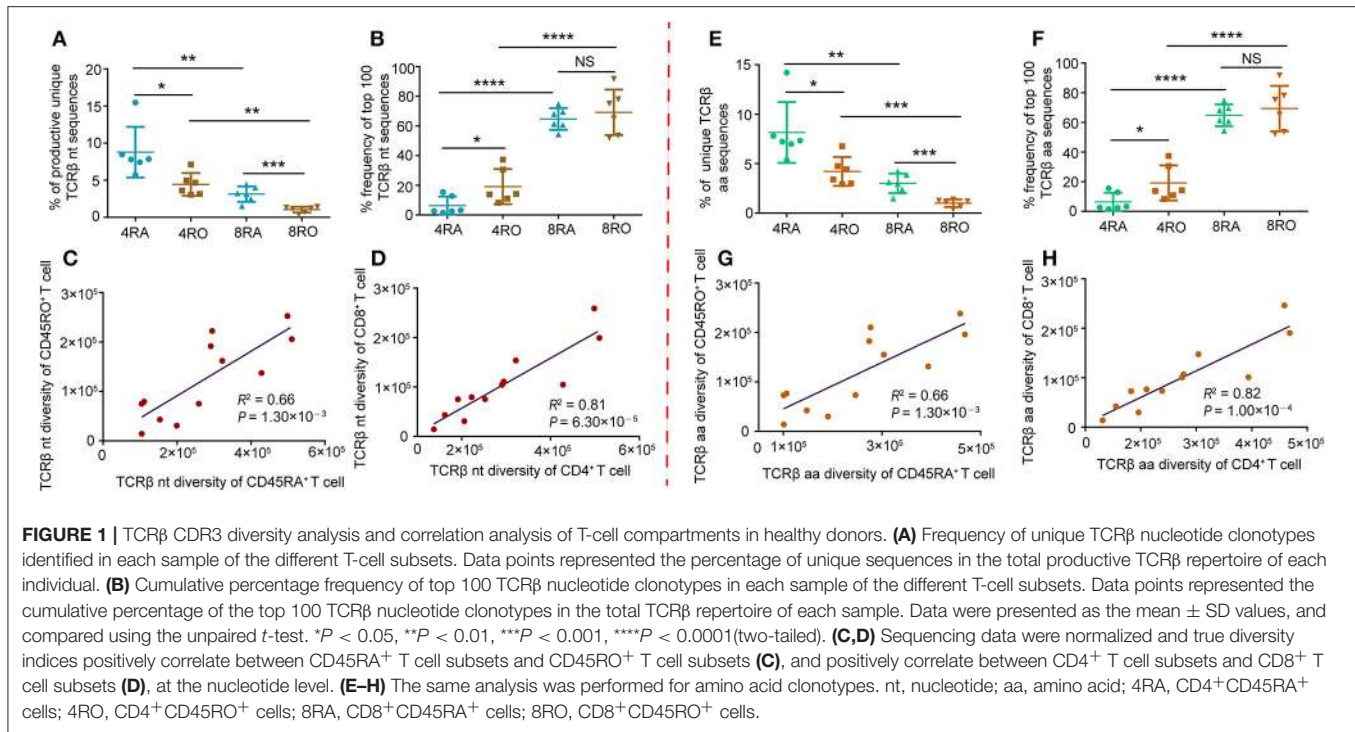 A
% of productive unique
TCRβ nt sequences
20
15
10
5
0
**
*
**
***
4RA 4RO 8RA 8RO
B
% frequency of top 100
TCRβ nt sequences
100
80
60
40
20
0
****
NS
****
*
4RA 4RO 8RA 8RO
E
% of unique TCRβ
aa sequences
15
10
5
0
**
*
***
***
4RA 4RO 8RA 8RO
F
% frequency of top 100
TCRβ aa sequences
100
80
60
40
20
0
****
NS
****
*
4RA 4RO 8RA 8RO
C
TCRβ nt diversity of CD45RO⁺ T cell
3×10⁵
2×10⁵
1×10⁵
0
R² = 0.66
P = 1.30×10⁻³
0 2×10⁵ 4×10⁵ 6×10⁵
TCRβ nt diversity of CD45RA⁺ T cell
D
TCRβ nt diversity of CD8⁺ T cell
3×10⁵
2×10⁵
1×10⁵
0
R² = 0.81
P = 6.30×10⁻⁵
0 2×10⁵ 4×10⁵ 6×10⁵
TCRβ nt diversity of CD4⁺ T cell
G
TCRβ aa diversity of CD45RO⁺ T cell
3×10⁵
2×10⁵
1×10⁵
0
R² = 0.66
P = 1.30×10⁻³
1×10⁵ 3×10⁵ 5×10⁵
TCRβ aa diversity of CD45RA⁺ T cell
H
TCRβ aa diversity of CD8⁺ T cell
3×10⁵
2×10⁵
1×10⁵
0
R² = 0.82
P = 1.00×10⁻⁴
0 1×10⁵ 2×10⁵ 3×10⁵ 4×10⁵ 5×10⁵
TCRβ aa diversity of CD4⁺ T cell
FIGURE 1 | TCRβ CDR3 diversity analysis and correlation analysis of T-cell compartments in healthy donors. (A) Frequency of unique TCRβ nucleotide clonotypes
identified in each sample of the different T-cell subsets. Data points represented the percentage of unique sequences in the total productive TCRβ repertoire of each
individual. (B) Cumulative percentage frequency of top 100 TCRβ nucleotide clonotypes in each sample of the different T-cell subsets. Data points represented the
cumulative percentage of the top 100 TCRβ nucleotide clonotypes in the total TCRβ repertoire of each sample. Data were presented as the mean ± SD values, and
compared using the unpaired t-test. *P < 0.05, **P < 0.01, ***P < 0.001, ****P < 0.0001(two-tailed). (C,D) Sequencing data were normalized and true diversity
indices positively correlate between CD45RA⁺ T cell subsets and CD45RO⁺ T cell subsets (C), and positively correlate between CD4⁺ T cell subsets and CD8⁺ T
cell subsets (D), at the nucleotide level. (E–H) The same analysis was performed for amino acid clonotypes. nt, nucleotide; aa, amino acid; 4RA, CD4⁺CD45RA⁺
cells; 4RO, CD4⁺CD45RO⁺ cells; 8RA, CD8⁺CD45RA⁺ cells; 8RO, CD8⁺CD45RO⁺ cells.